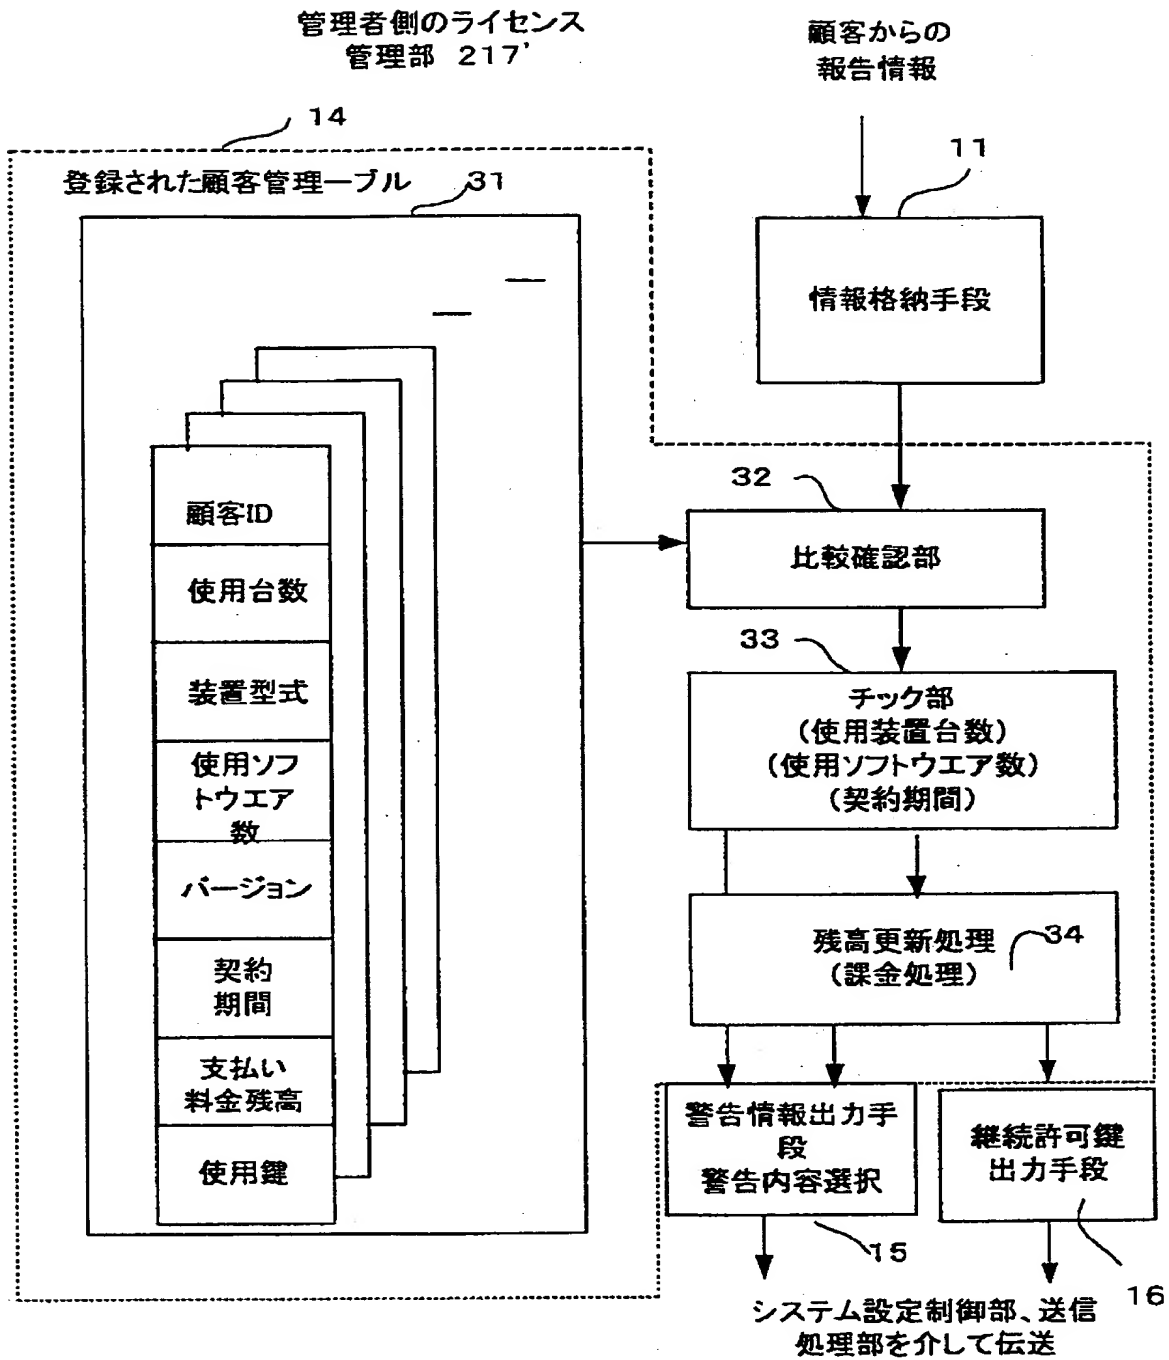 管理者側のライセンス
管理部 217'
顧客からの
報告情報
14
11
登録された顧客管理ーブル
31
情報格納手段
32
顧客ID
比較確認部
使用台数
33
装置型式
チック部
(使用装置台数)
(使用ソフトウエア数)
(契約期間)
使用ソフ
トウエア
数
バージョン
残高更新処理
(課金処理)
34
契約
期間
支払い
料金残高
使用鍵
警告情報出力手
段
警告内容選択
継続許可鍵
出力手段
15
16
システム設定制御部、送信
処理部を介して伝送